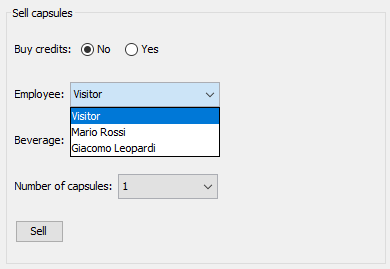 Sell capsules
Buy credits: No Yes
Employee: Visitor
Visitor
Mario Rossi
Beverage:
Giacomo Leopardi
Number of capsules: 1
Sell